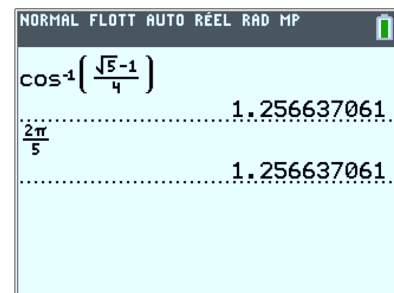 NORMAL FLOTT AUTO RÉEL RAD MP
cos⁻¹((√5-1)/4)
1.256637061
2π/5
1.256637061